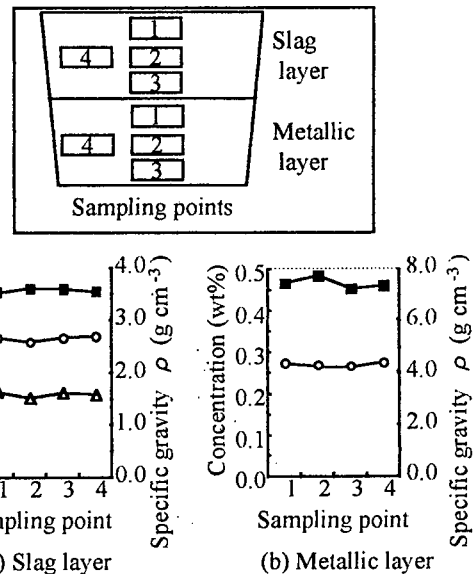 1
4
2
3
Slag
layer
1
4
2
3
Metallic
layer
Sampling points
4.0
3.0
2.0
1.0
0.0
Specific gravity ρ (g cm⁻³)
1 2 3 4
mpling point
) Slag layer
Concentration (wt%)
0.5
0.4
0.3
0.2
0.1
0.0
8.0
6.0
4.0
2.0
0.0
Specific gravity ρ (g cm⁻³)
1 2 3 4
Sampling point
(b) Metallic layer